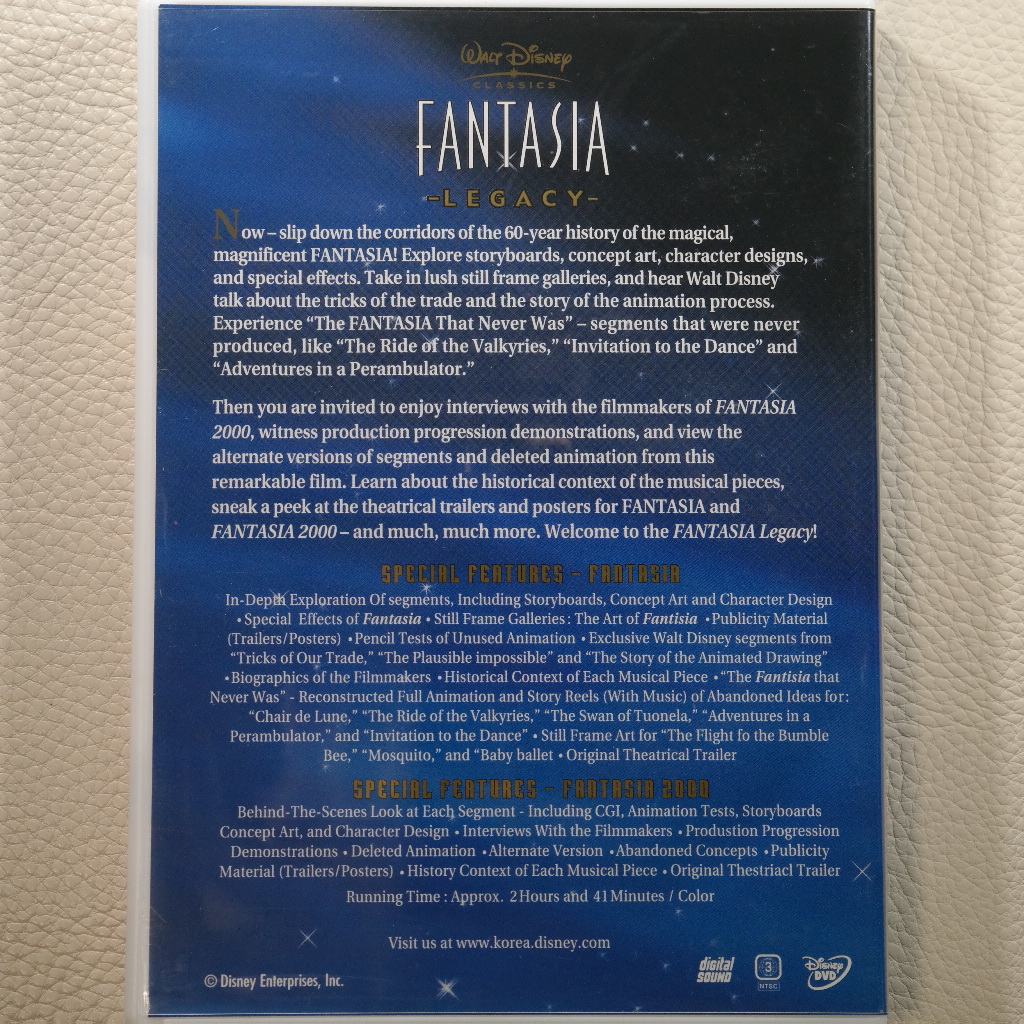 WALT DISNEY
CLASSICS
FANTASIA
-LEGACY-
Now – slip down the corridors of the 60-year history of the magical,
magnificent FANTASIA! Explore storyboards, concept art, character designs,
and special effects. Take in lush still frame galleries, and hear Walt Disney
talk about the tricks of the trade and the story of the animation process.
Experience “The FANTASIA That Never Was” – segments that were never
produced, like “The Ride of the Valkyries,” “Invitation to the Dance” and
“Adventures in a Perambulator.”
Then you are invited to enjoy interviews with the filmmakers of FANTASIA
2000, witness production progression demonstrations, and view the
alternate versions of segments and deleted animation from this
remarkable film. Learn about the historical context of the musical pieces,
sneak a peek at the theatrical trailers and posters for FANTASIA and
FANTASIA 2000 – and much, much more. Welcome to the FANTASIA Legacy!
SPECIAL FEATURES - FANTASIA
In-Depth Exploration Of segments, Including Storyboards, Concept Art and Character Design
• Special Effects of Fantasia • Still Frame Galleries : The Art of Fantisia • Publicity Material
(Trailers/Posters) • Pencil Tests of Unused Animation • Exclusive Walt Disney segments from
“Tricks of Our Trade,” “The Plausible impossible” and “The Story of the Animated Drawing”
• Biographics of the Filmmakers • Historical Context of Each Musical Piece • “The Fantisia that
Never Was” - Reconstructed Full Animation and Story Reels (With Music) of Abandoned Ideas for:
“Chair de Lune,” “The Ride of the Valkyries,” “The Swan of Tuonela,” “Adventures in a
Perambulator,” and “Invitation to the Dance” • Still Frame Art for “The Flight fo the Bumble
Bee,” “Mosquito,” and “Baby ballet • Original Theatrical Trailer
SPECIAL FEATURES - FANTASIA 2000
Behind-The-Scenes Look at Each Segment - Including CGI, Animation Tests, Storyboards
Concept Art, and Character Design • Interviews With the Filmmakers • Prodution Progression
Demonstrations • Deleted Animation • Alternate Version • Abandoned Concepts • Publicity
Material (Trailers/Posters) • History Context of Each Musical Piece • Original Thestriacl Trailer
Running Time : Approx. 2 Hours and 41 Minutes / Color
Visit us at www.korea.disney.com
© Disney Enterprises, Inc.
digital SOUND
3
NTSC
DISNEY DVD